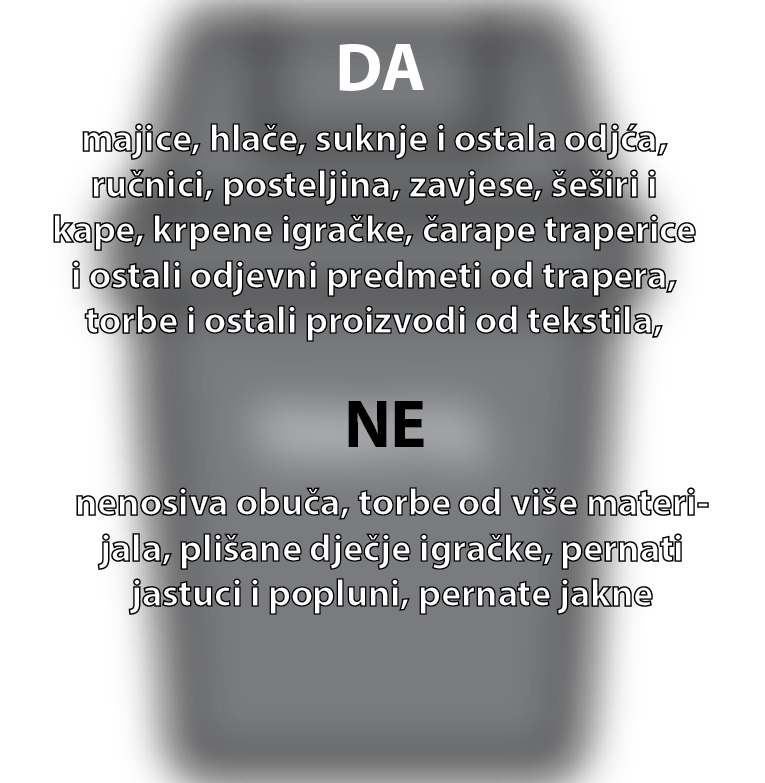 DA
majice, hlače, suknje i ostala odjća,
ručnici, posteljina, zavjese, šeširi i
kape, krpene igračke, čarape traperice
i ostali odjevni predmeti od trapera,
torbe i ostali proizvodi od tekstila,
NE
nenosiva obuča, torbe od više materi-
jala, plišane dječje igračke, pernati
jastuci i popluni, pernate jakne